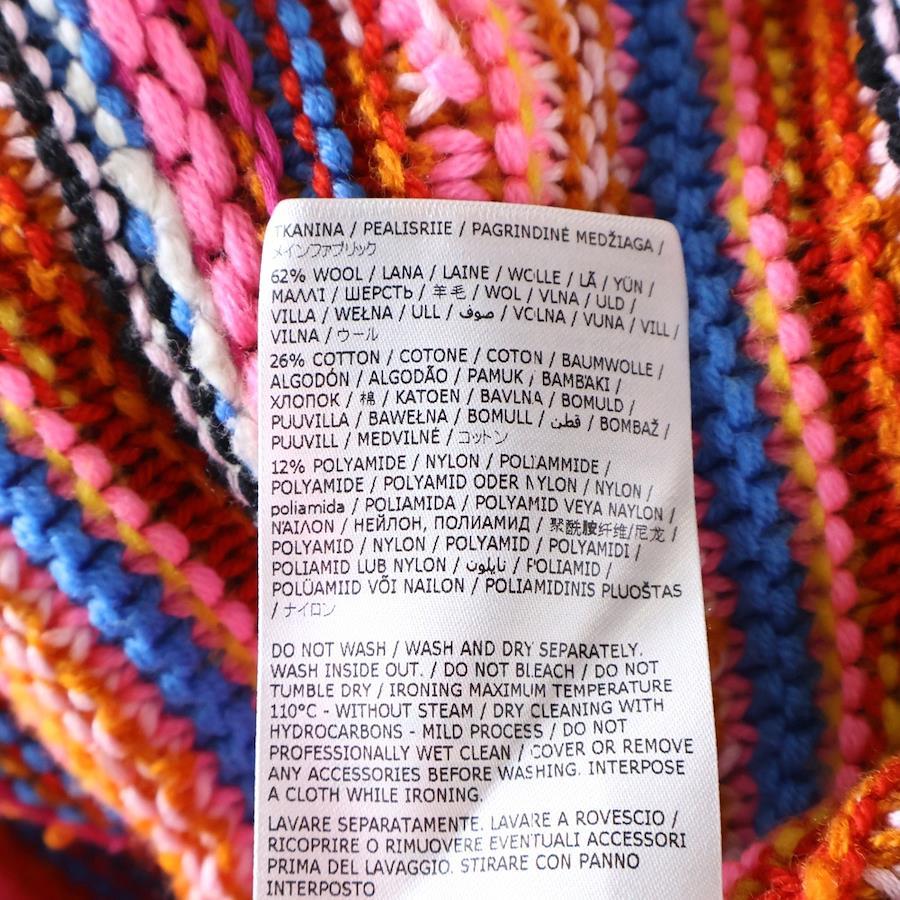 TKANINA / PEALISRIIE / PAGRINDINĖ MEDŽIAGA /
メインファブリック
62% WOOL / LANA / LAINE / WOLLE / LÃ / YÜN /
ΜΑΛΛΙ / ШЕРСТЬ / 羊毛 / WOL / VLNA / ULD /
VILLA / WEŁNA / ULL / صوف / VOLNA / VUNA / VILL /
VILNA / ウール
26% COTTON / COTONE / COTON / BAUMWOLLE /
ALGODÓN / ALGODÃO / PAMUK / BAMBAKI /
ХЛОПОК / 棉 / KATOEN / BAVLNA / BOMULD /
PUUVILLA / BAWEŁNA / BOMULL / قطن / BOMBAŽ /
PUUVILL / MEDVILNĖ / コットン
12% POLYAMIDE / NYLON / POLIAMMIDE /
POLYAMIDE / POLYAMID ODER NYLON / NYLON /
poliamida / POLIAMIDA / POLYAMID VEYA NAYLON /
ΝΑΙΛΟΝ / НЕЙЛОН, ПОЛИАМИД / 聚酰胺纤维/尼龙 /
POLYAMID / NYLON / POLYAMID / POLYAMIDI /
POLIAMID LUB NYLON / نايلون / POLIAMID /
POLÜAMIID VÕI NAILON / POLIAMIDINIS PLUOŠTAS
/ ナイロン
DO NOT WASH / WASH AND DRY SEPARATELY.
WASH INSIDE OUT. / DO NOT BLEACH / DO NOT
TUMBLE DRY / IRONING MAXIMUM TEMPERATURE
110°C - WITHOUT STEAM / DRY CLEANING WITH
HYDROCARBONS - MILD PROCESS / DO NOT
PROFESSIONALLY WET CLEAN / COVER OR REMOVE
ANY ACCESSORIES BEFORE WASHING. INTERPOSE
A CLOTH WHILE IRONING.
LAVARE SEPARATAMENTE. LAVARE A ROVESCIO /
RICOPRIRE O RIMUOVERE EVENTUALI ACCESSORI
PRIMA DEL LAVAGGIO. STIRARE CON PANNO
INTERPOSTO